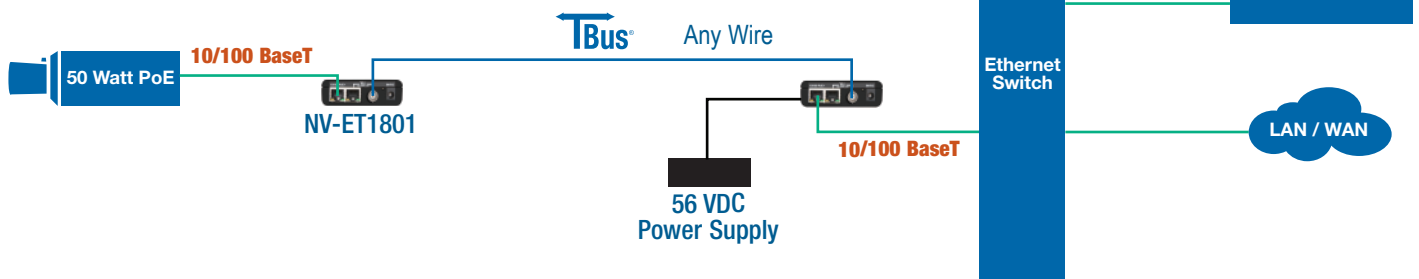 TBus® Any Wire
50 Watt PoE
10/100 BaseT
NV-ET1801
Ethernet
Switch
LAN / WAN
10/100 BaseT
56 VDC
Power Supply